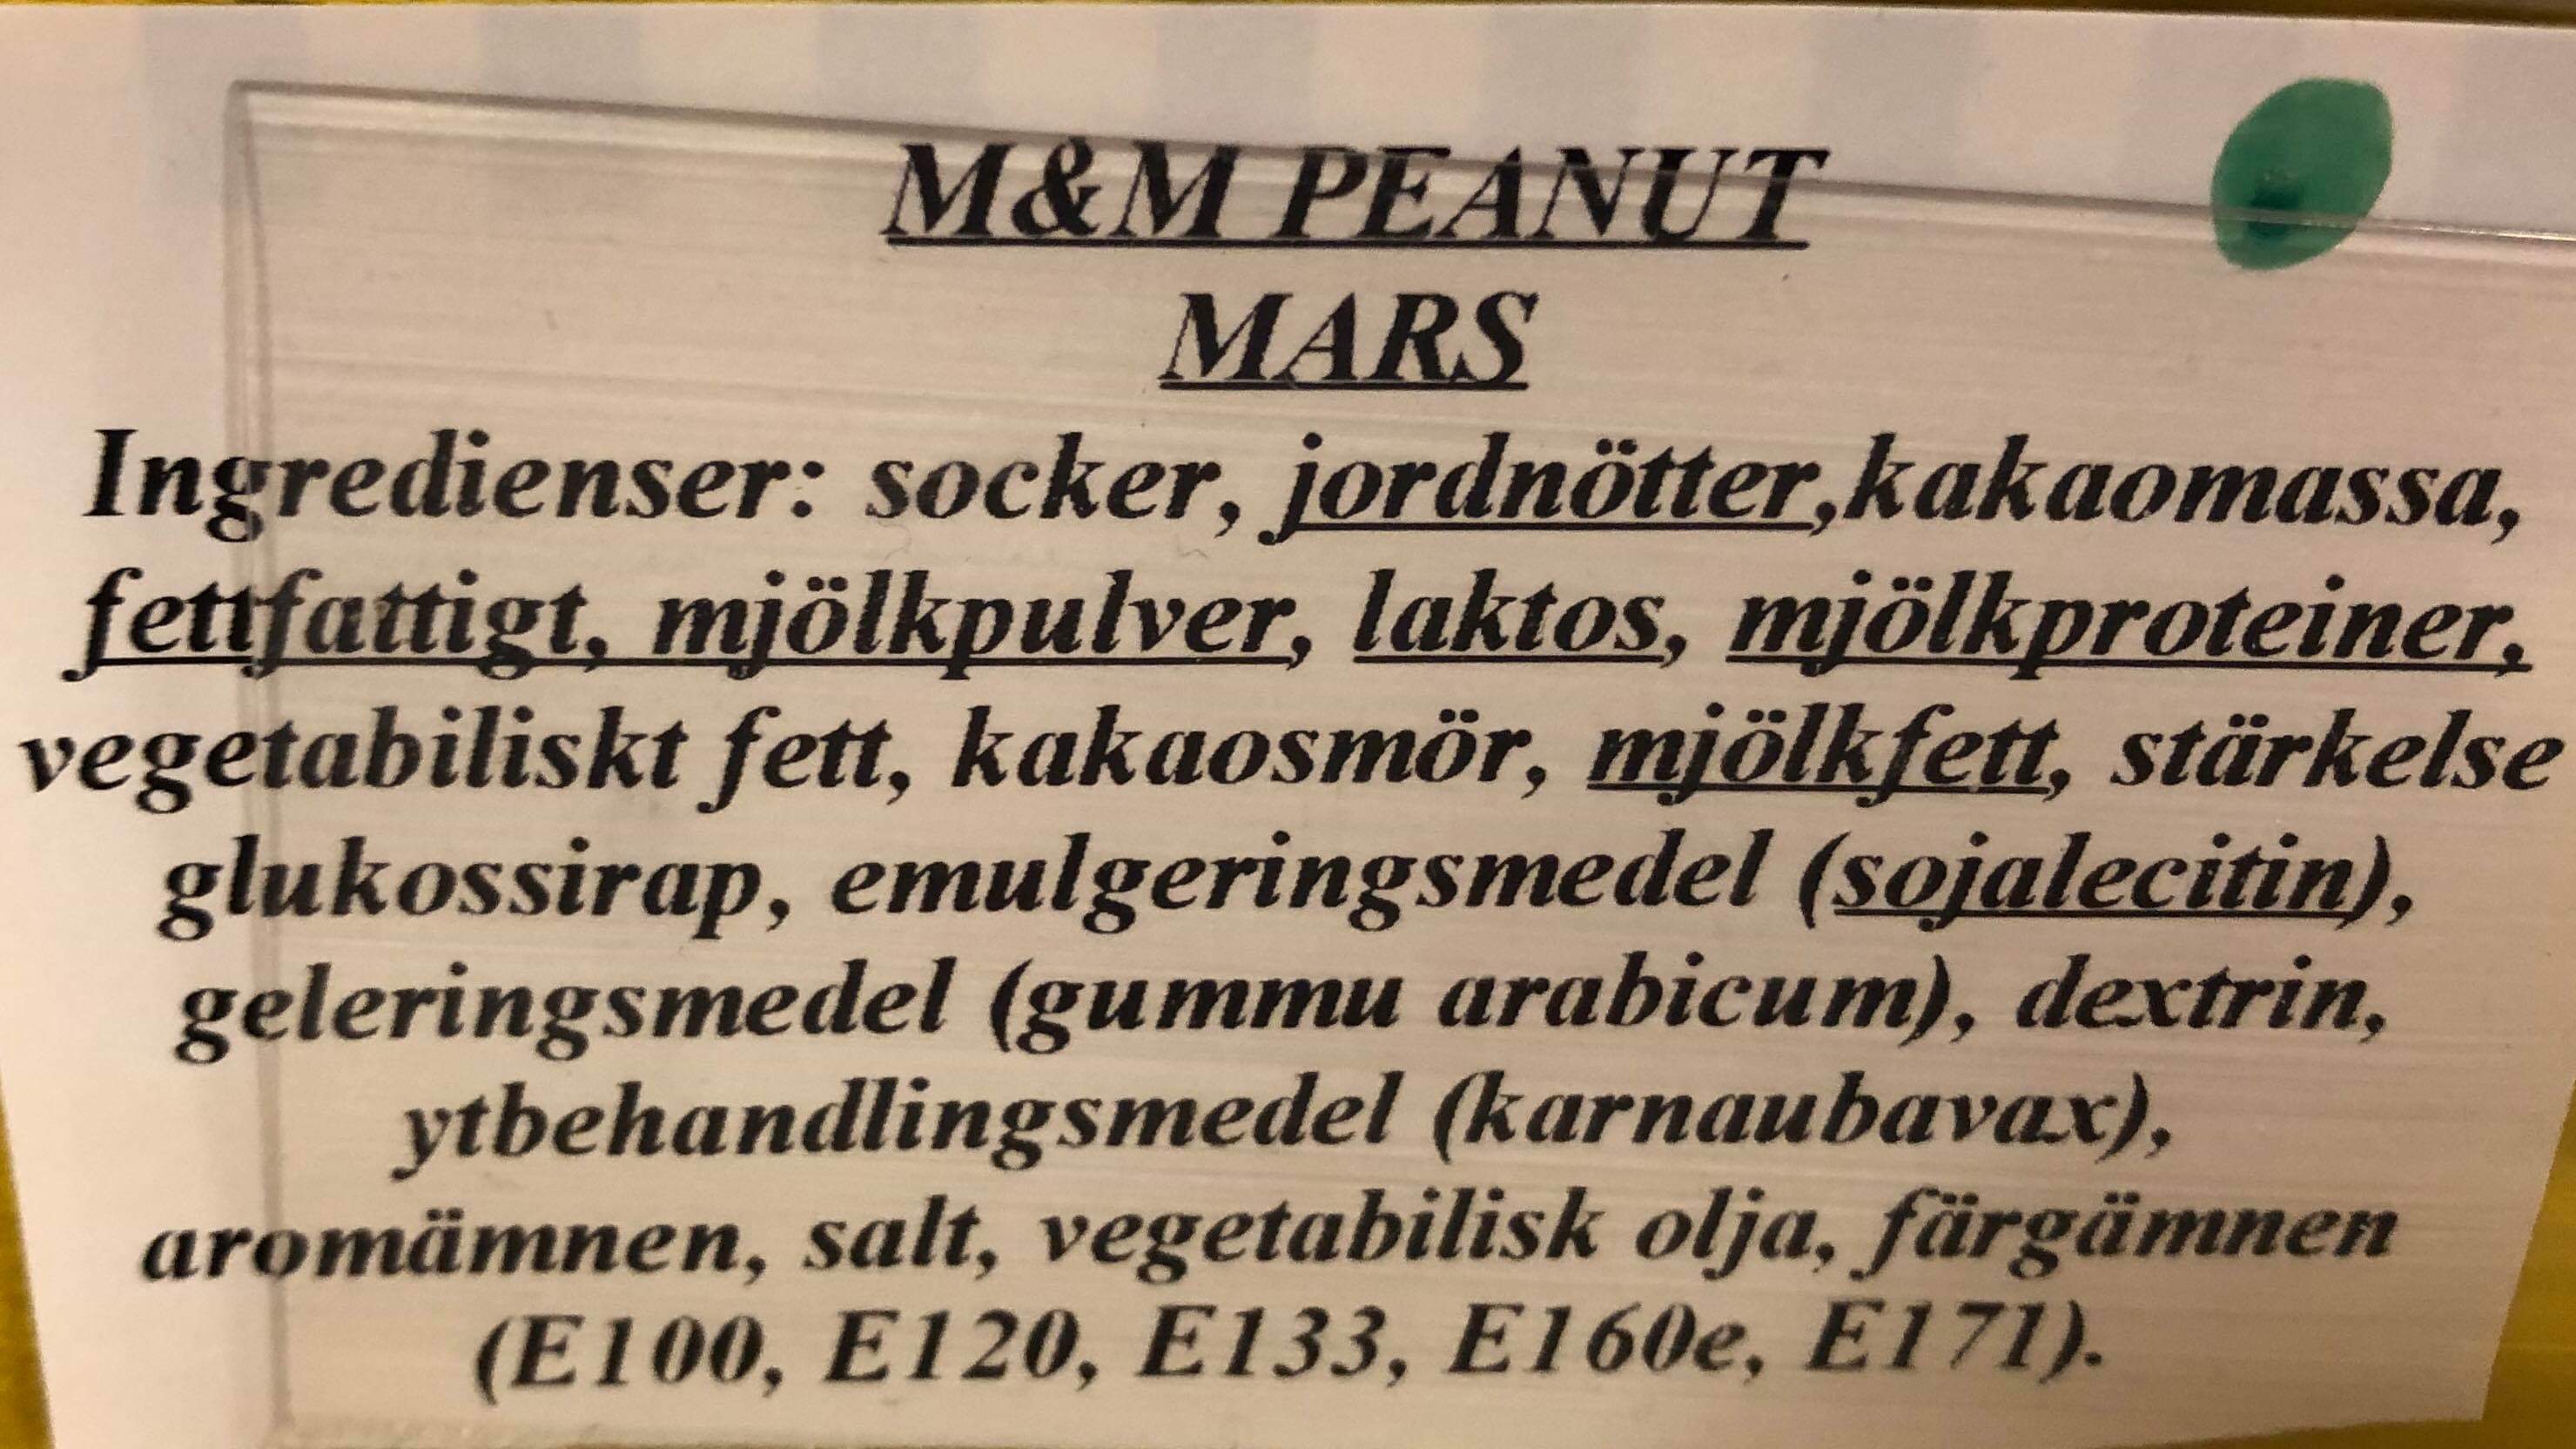 M&M PEANUT
MARS
Ingredienser: socker, jordnötter,kakaomassa,
fettfattigt, mjölkpulver, laktos, mjölkproteiner,
vegetabiliskt fett, kakaosmör, mjölkfett, stärkelse
glukossirap, emulgeringsmedel (sojalecitin),
geleringsmedel (gummu arabicum), dextrin,
ytbehandlingsmedel (karnaubavax),
aromämnen, salt, vegetabilisk olja, färgämnen
(E100, E120, E133, E160e, E171).